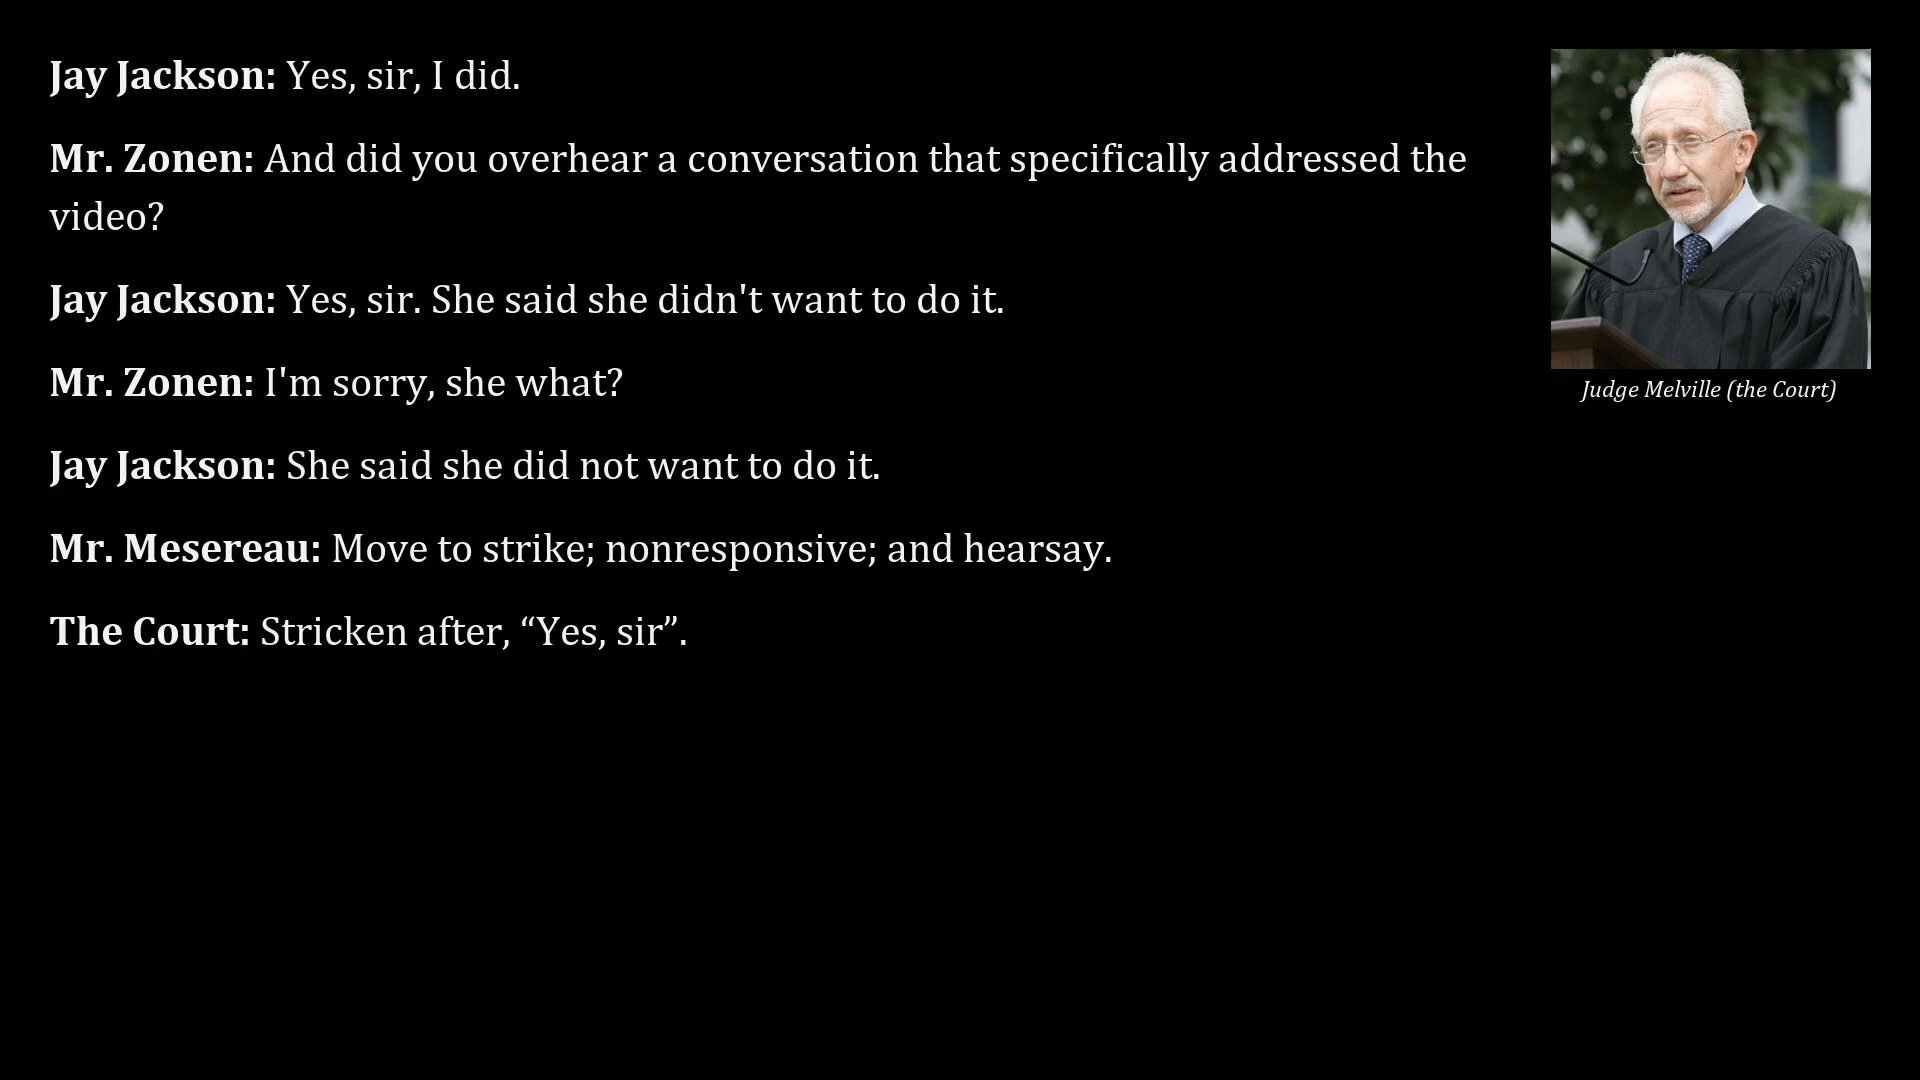 Jay Jackson: Yes, sir, I did.
Mr. Zonen: And did you overhear a conversation that specifically addressed the
video?
Jay Jackson: Yes, sir. She said she didn't want to do it.
Mr. Zonen: I'm sorry, she what?
Jay Jackson: She said she did not want to do it.
Mr. Mesereau: Move to strike; nonresponsive; and hearsay.
The Court: Stricken after, “Yes, sir”.
Judge Melville (the Court)